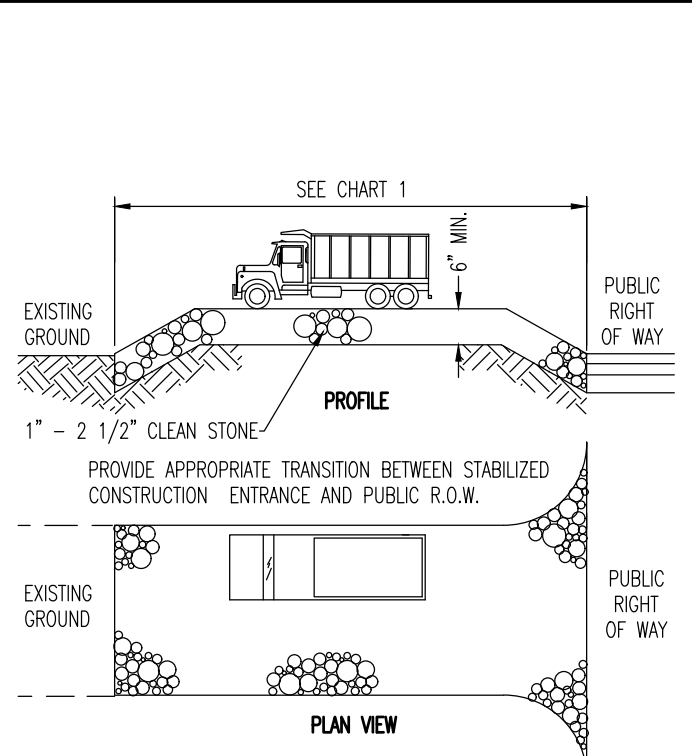 SEE CHART 1
6" MIN.
EXISTING
GROUND
PUBLIC
RIGHT
OF WAY
PROFILE
1" - 2 1/2" CLEAN STONE
PROVIDE APPROPRIATE TRANSITION BETWEEN STABILIZED
CONSTRUCTION ENTRANCE AND PUBLIC R.O.W.
EXISTING
GROUND
PUBLIC
RIGHT
OF WAY
PLAN VIEW